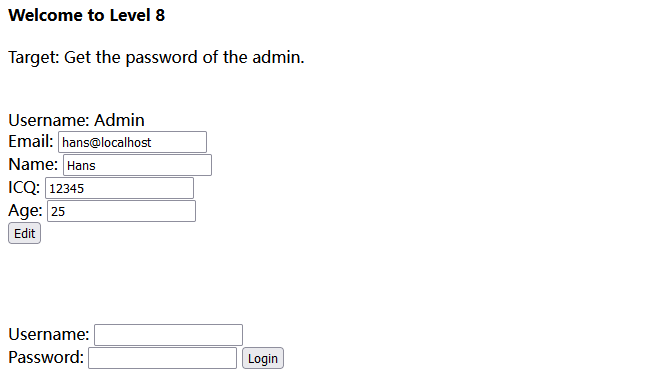 Welcome to Level 8
Target: Get the password of the admin.
Username: Admin
Email: hans@localhost
Name: Hans
ICQ: 12345
Age: 25
Edit
Username:
Password: Login